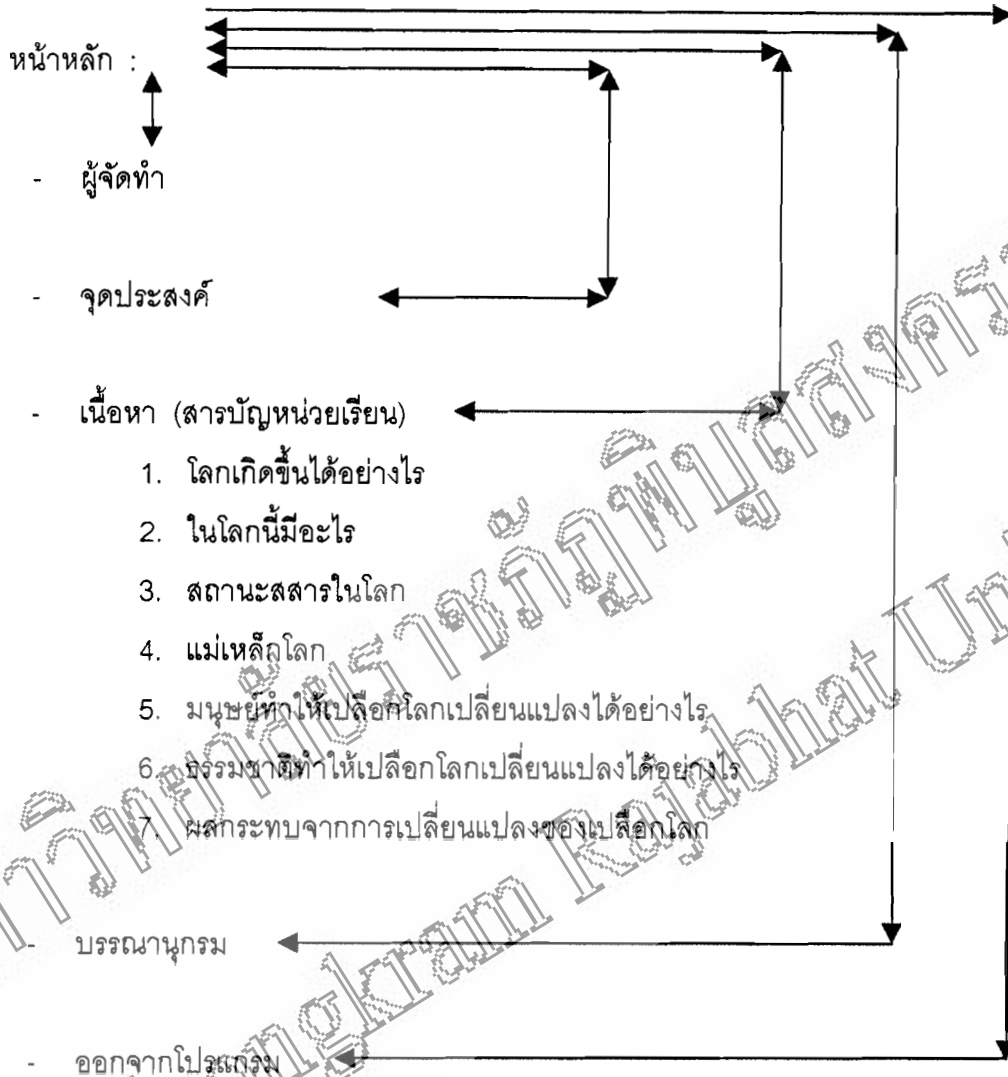 หน้าหลัก :
- ผู้จัดทำ
- จุดประสงค์
- เนื้อหา (สารบัญหน่วยเรียน)
1. โลกเกิดขึ้นได้อย่างไร
2. ในโลกนี้มีอะไร
3. สถานะสสารในโลก
4. แม่เหล็กโลก
5. มนุษย์ทำให้เปลือกโลกเปลี่ยนแปลงได้อย่างไร
6. ธรรมชาติทำให้เปลือกโลกเปลี่ยนแปลงได้อย่างไร
7. ผลกระทบจากการเปลี่ยนแปลงของเปลือกโลก
- บรรณานุกรม
- ออกจากโปรแกรม
Rajabhat